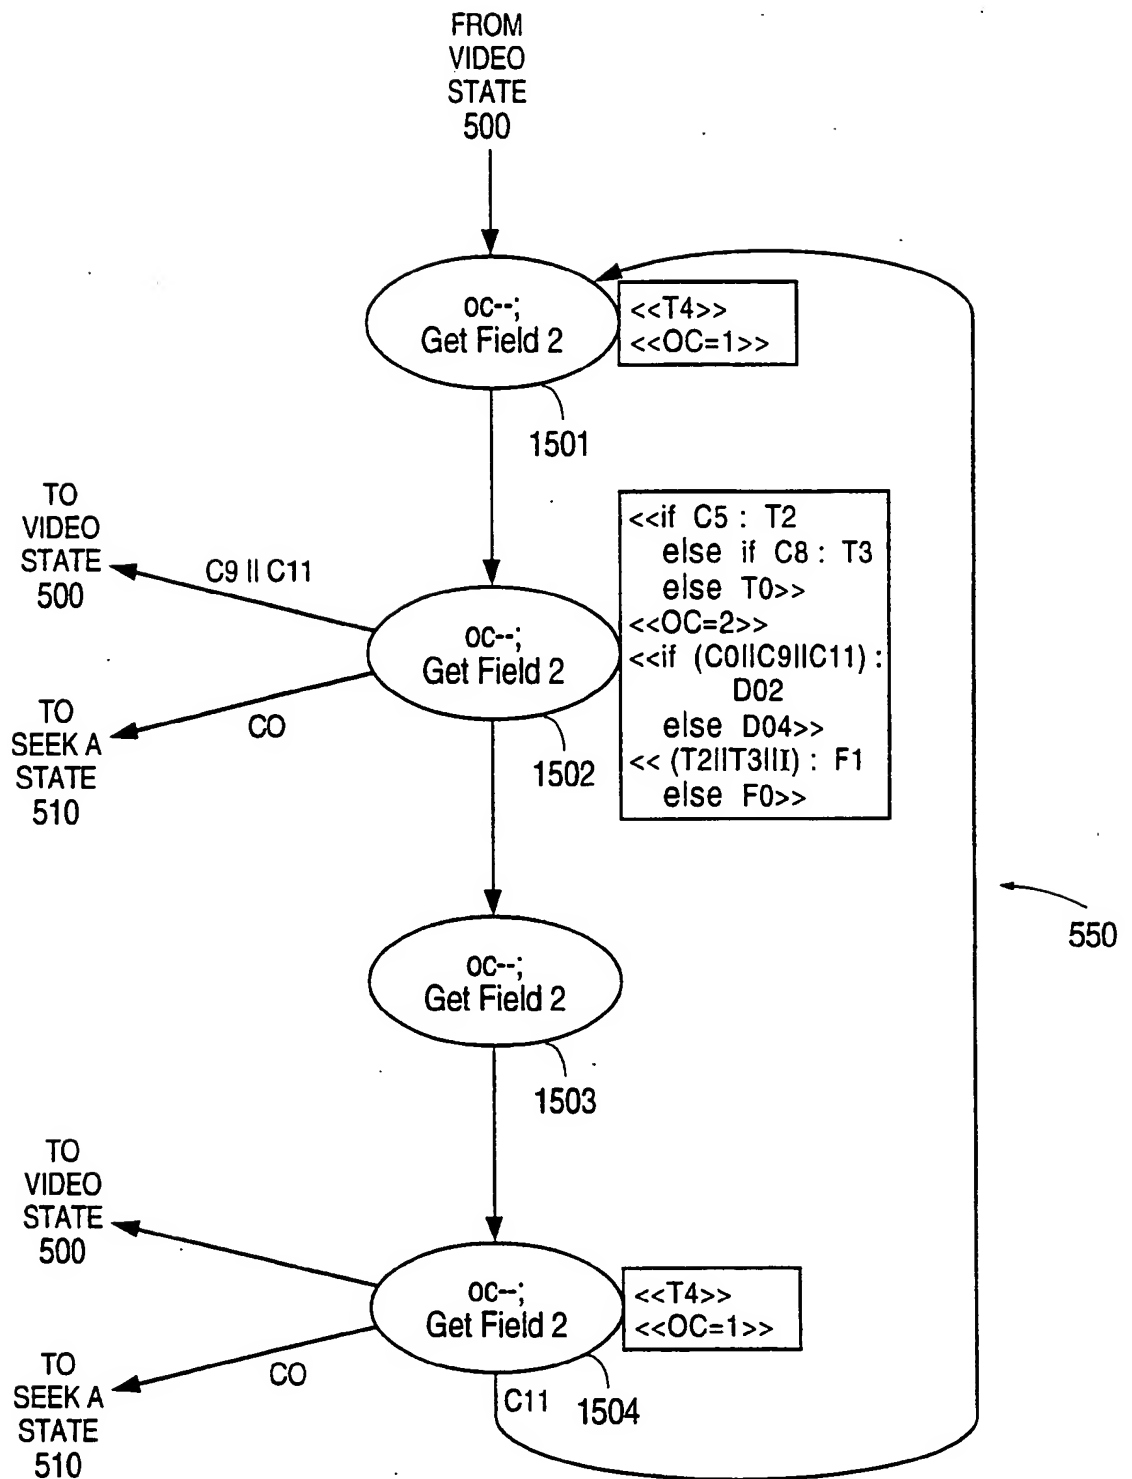 FROM
VIDEO
STATE
500
oc--;
Get Field 2
<<T4>>
<<OC=1>>
1501
TO
VIDEO
STATE
500
C9 || C11
oc--;
Get Field 2
<<if C5 : T2
else if C8 : T3
else T0>>
<<OC=2>>
<<if (C0||C9||C11) :
D02
else D04>>
<< (T2||T3||I) : F1
else F0>>
TO
SEEK A
STATE
510
CO
1502
550
oc--;
Get Field 2
1503
TO
VIDEO
STATE
500
oc--;
Get Field 2
<<T4>>
<<OC=1>>
TO
SEEK A
STATE
510
CO
C11
1504